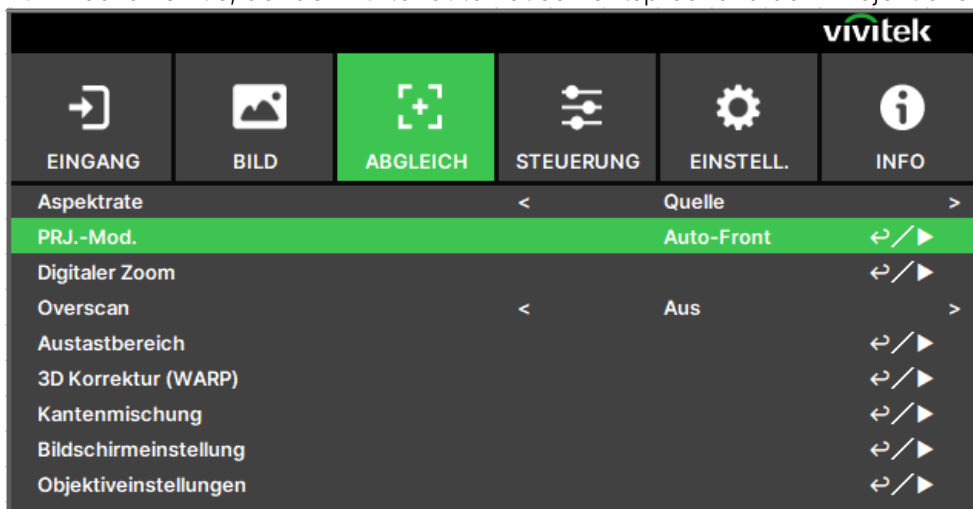 vivitek
EINGANG BILD ABGLEICH STEUERUNG EINSTELL. INFO
Aspektrate < Quelle >
PRJ.-Mod. Auto-Front ↩/▶
Digitaler Zoom ↩/▶
Overscan < Aus >
Austastbereich ↩/▶
3D Korrektur (WARP) ↩/▶
Kantenmischung ↩/▶
Bildschirmeinstellung ↩/▶
Objektiveinstellungen ↩/▶